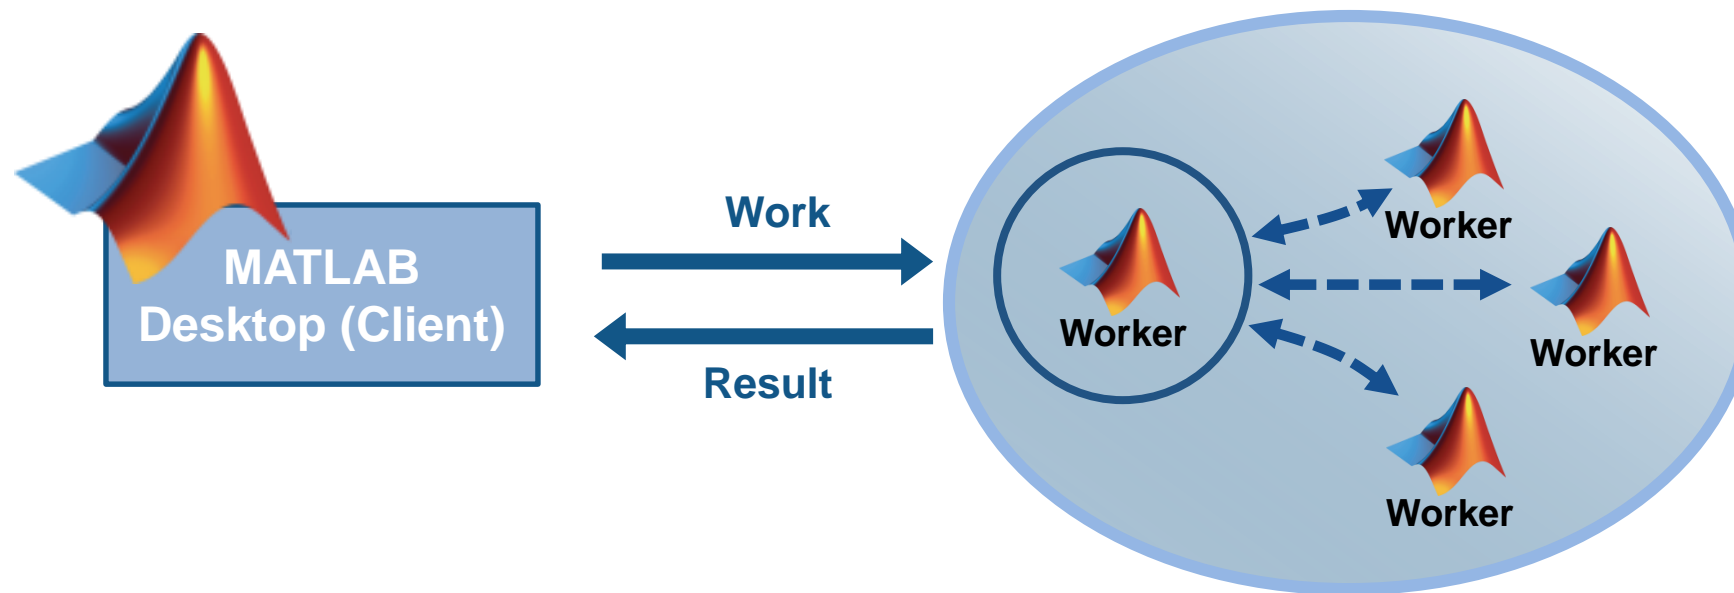 MATLAB
Desktop (Client)
Work
Result
Worker
Worker
Worker
Worker